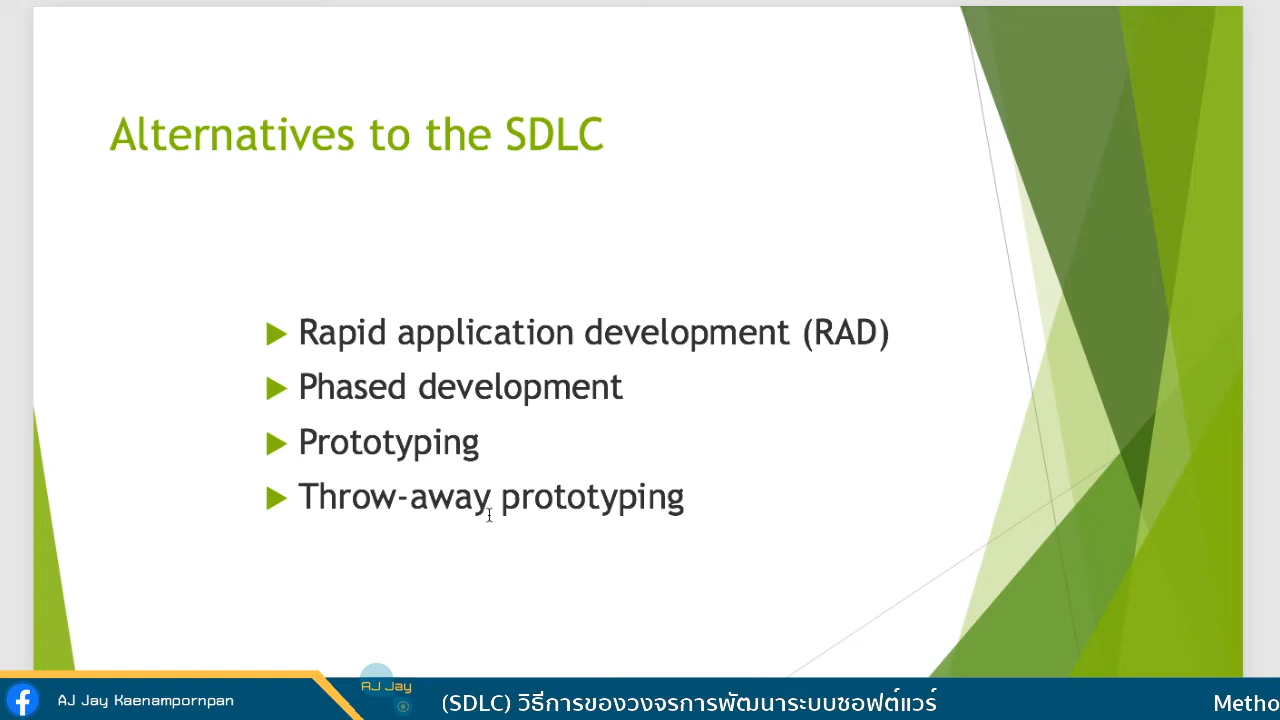 Alternatives to the SDLC
Rapid application development (RAD)
Phased development
Prototyping
Throw-away prototyping
AJ Jay Kaenampornpan
AJ Jay
(SDLC) วิธีการของวงจรการพัฒนาระบบซอฟต์แวร์
Metho